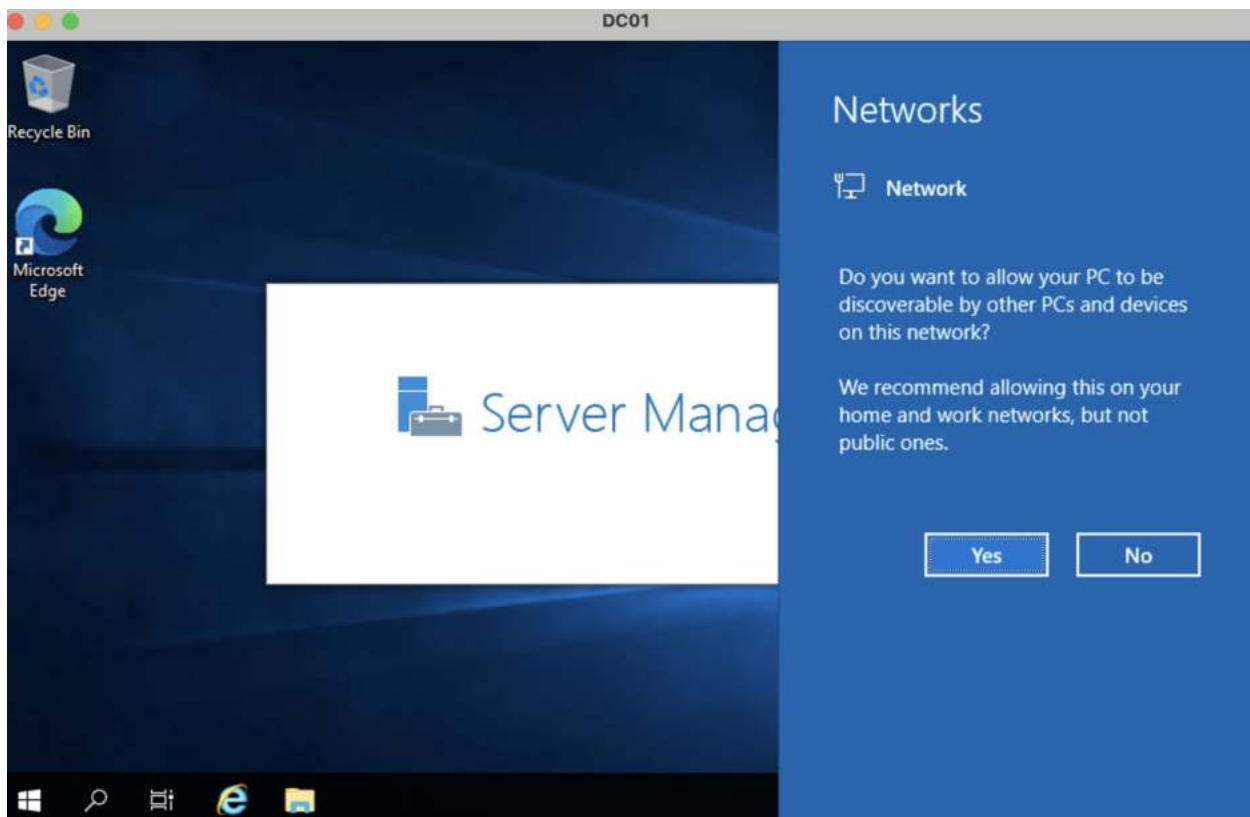 DC01
Recycle Bin
Microsoft
Edge
Server Mana
Networks
Network
Do you want to allow your PC to be
discoverable by other PCs and devices
on this network?
We recommend allowing this on your
home and work networks, but not
public ones.
Yes
No